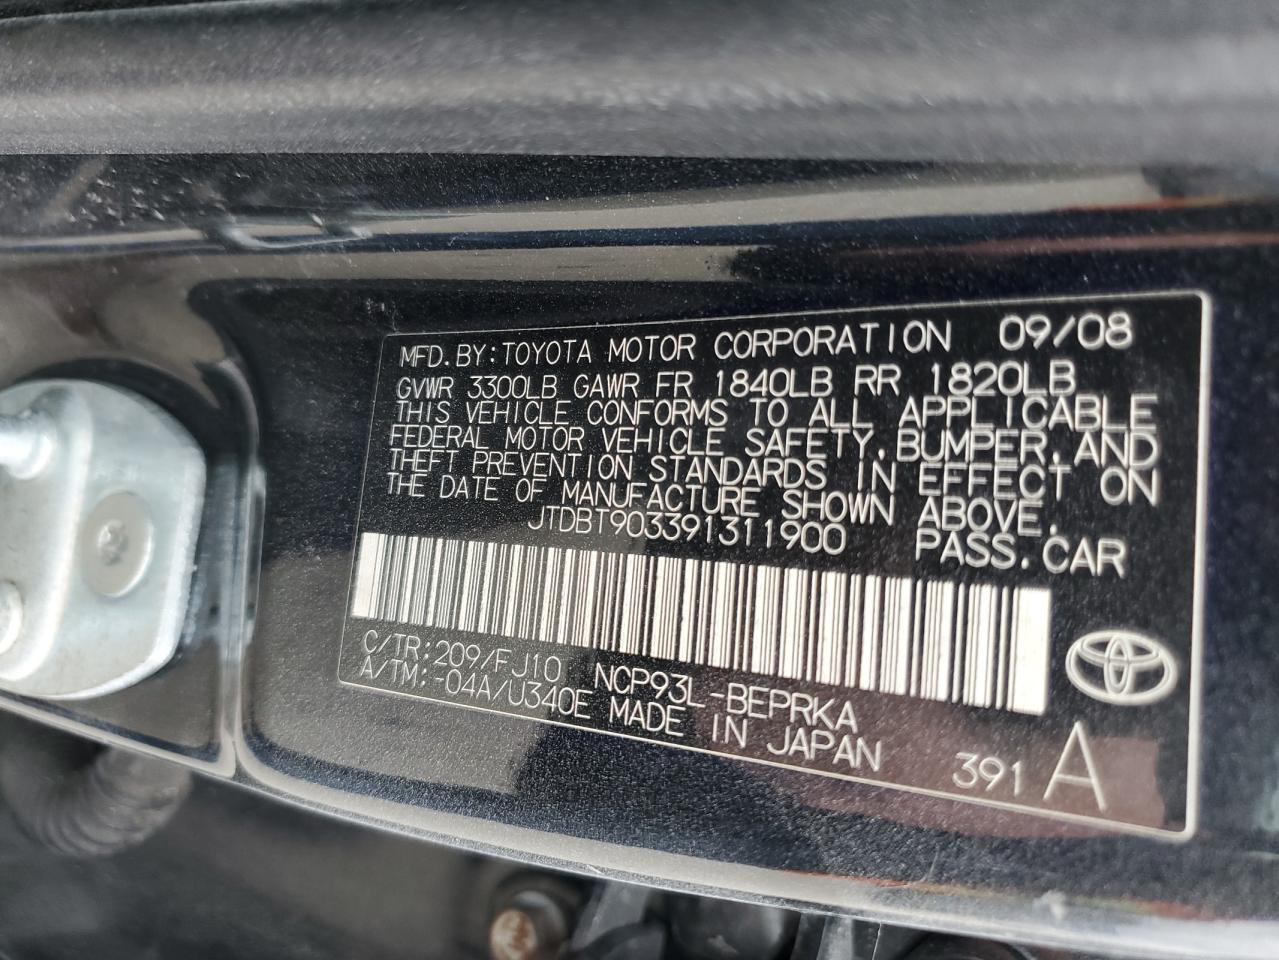 MFD.BY:TOYOTA MOTOR CORPORATION 09/08
GVWR 3300LB GAWR FR 1840LB RR 1820LB
THIS VEHICLE CONFORMS TO ALL APPLICABLE
FEDERAL MOTOR VEHICLE SAFETY,BUMPER,AND
THEFT PREVENTION STANDARDS IN EFFECT ON
THE DATE OF MANUFACTURE SHOWN ABOVE.
JTDBT903391311900 PASS.CAR
C/TR:209/FJ10 NCP93L-BEPRKA
A/TM:-04A/U340E MADE IN JAPAN 391 A